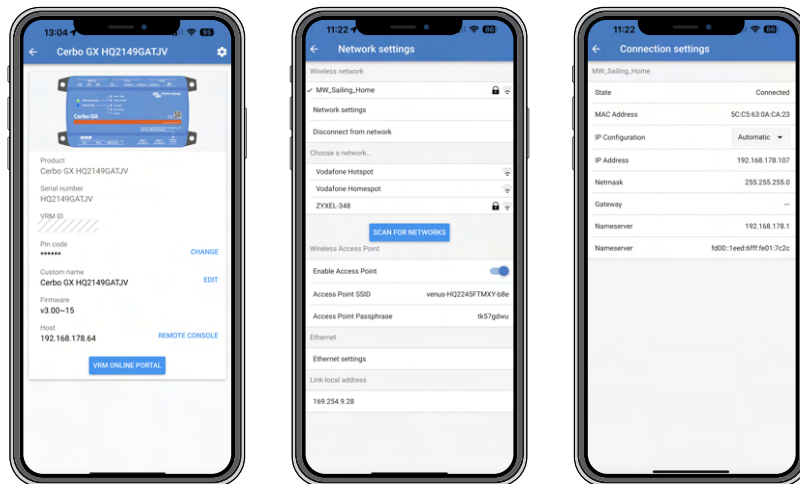 13:04
95
Cerbo GX HQ2149GATJV
Cerbo GX
Product
Cerbo GX HQ2149GATJV
Serial number
HQ2149GATJV
VRM ID
Pin code
******
CHANGE
Custom name
Cerbo GX HQ2149GATJV
EDIT
Firmware
v3.00~15
Host
192.168.178.64
REMOTE CONSOLE
VRM ONLINE PORTAL
11:22
86
Network settings
Wireless network
MW_Sailing_Home
Network settings
Disconnect from network
Choose a network...
Vodafone Hotspot
Vodafone Homespot
ZYXEL-348
SCAN FOR NETWORKS
Wireless Access Point
Enable Access Point
Access Point SSID venus-HQ2245FTMXY-b8e
Access Point Passphrase tk57gdwu
Ethernet
Ethernet settings
Link-local address
169.254.9.28
11:22
86
Connection settings
MW_Sailing_Home
State Connected
MAC Address 5C:C5:63:0A:CA:23
IP Configuration Automatic
IP Address 192.168.178.107
Netmask 255.255.255.0
Gateway --
Nameserver 192.168.178.1
Nameserver fd00::1eed:6fff:fe01:7c2c